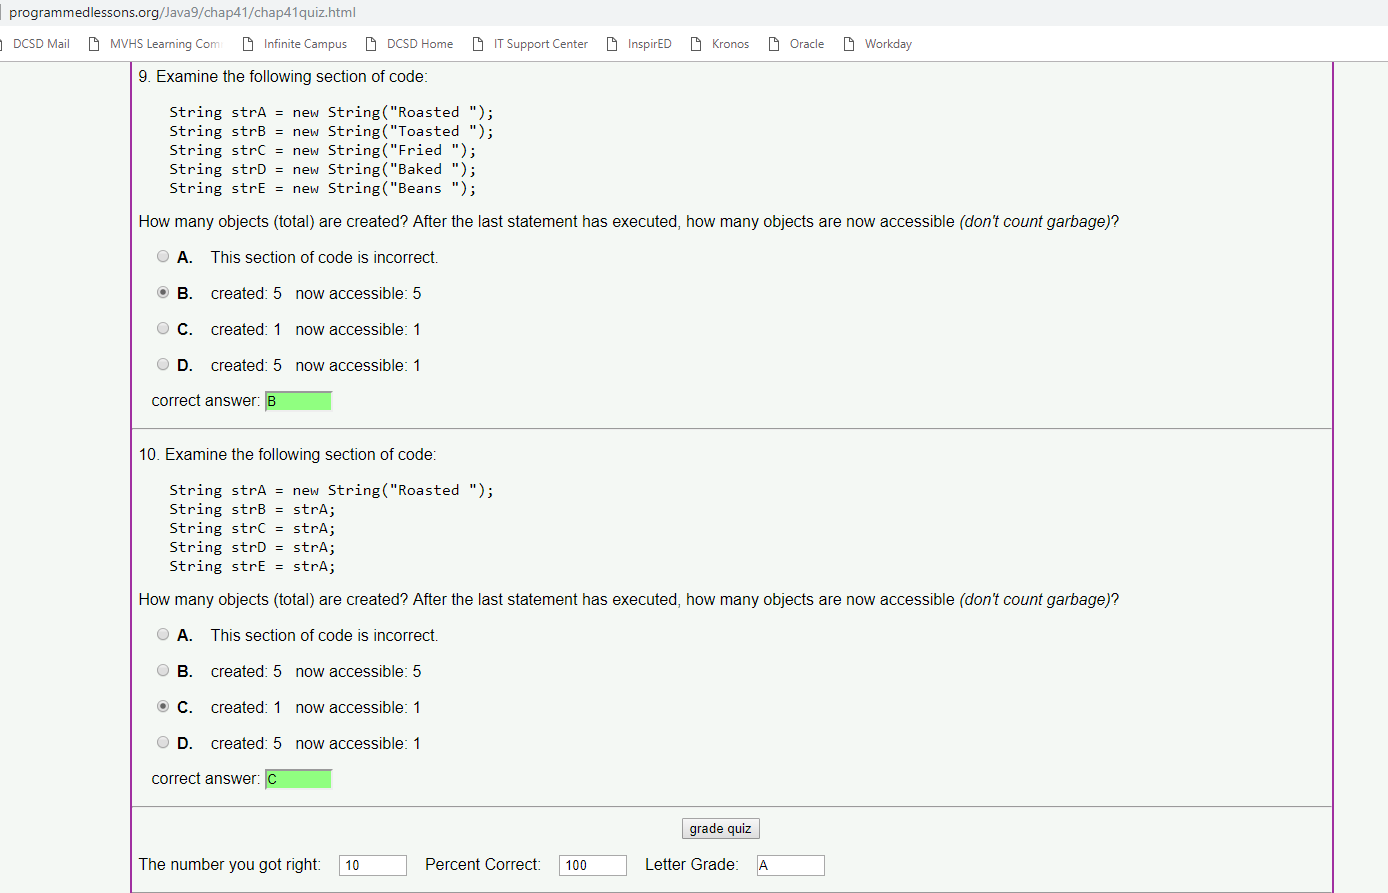 programmedlessons.org/Java9/chap41/chap41quiz.html
DCSD Mail MVHS Learning Com Infinite Campus DCSD Home IT Support Center InspirED Kronos Oracle Workday
9. Examine the following section of code:
String strA = new String("Roasted ");
String strB = new String("Toasted ");
String strC = new String("Fried ");
String strD = new String("Baked ");
String strE = new String("Beans ");
How many objects (total) are created? After the last statement has executed, how many objects are now accessible (don't count garbage)?
A. This section of code is incorrect.
B. created: 5 now accessible: 5
C. created: 1 now accessible: 1
D. created: 5 now accessible: 1
correct answer: B
10. Examine the following section of code:
String strA = new String("Roasted ");
String strB = strA;
String strC = strA;
String strD = strA;
String strE = strA;
How many objects (total) are created? After the last statement has executed, how many objects are now accessible (don't count garbage)?
A. This section of code is incorrect.
B. created: 5 now accessible: 5
C. created: 1 now accessible: 1
D. created: 5 now accessible: 1
correct answer: C
grade quiz
The number you got right: 10 Percent Correct: 100 Letter Grade: A